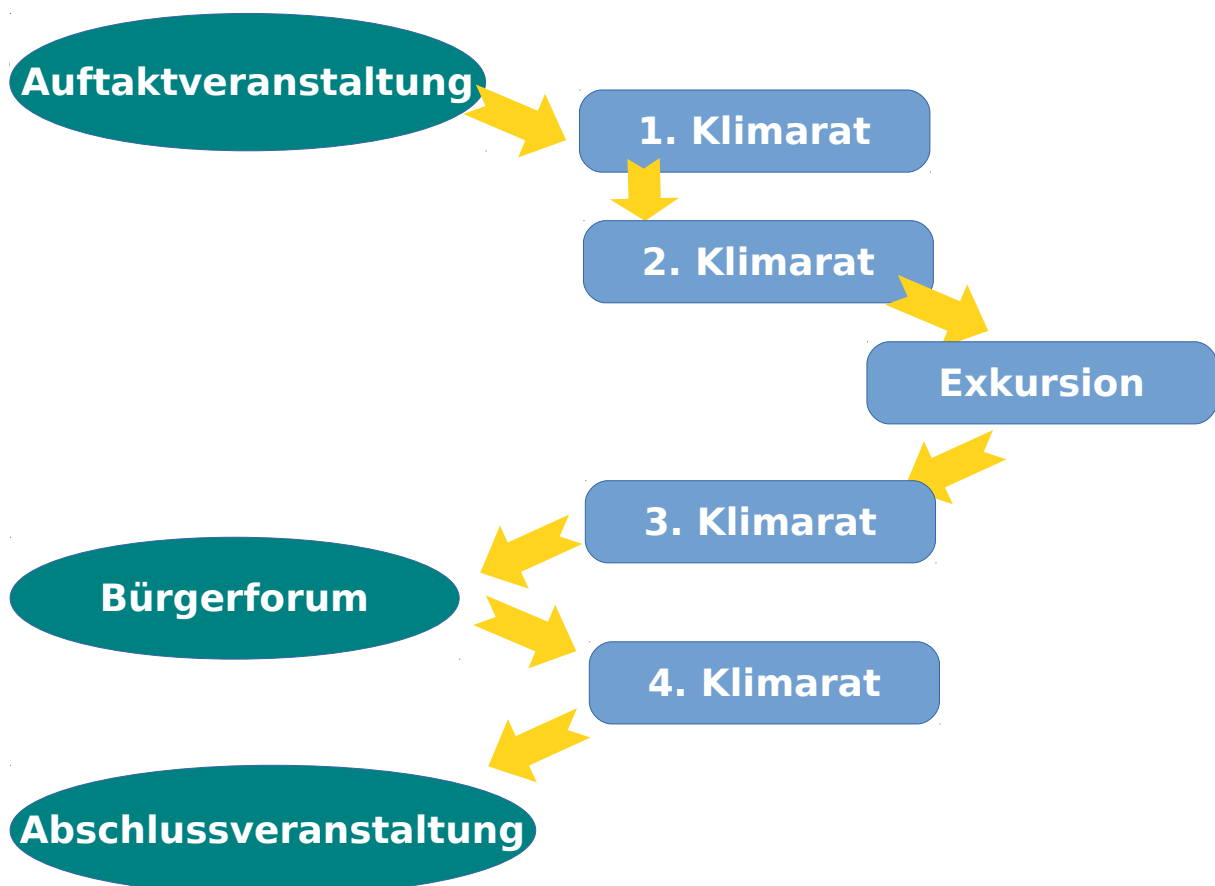 Auftaktveranstaltung
1. Klimarat
2. Klimarat
Exkursion
3. Klimarat
Bürgerforum
4. Klimarat
Abschlussveranstaltung